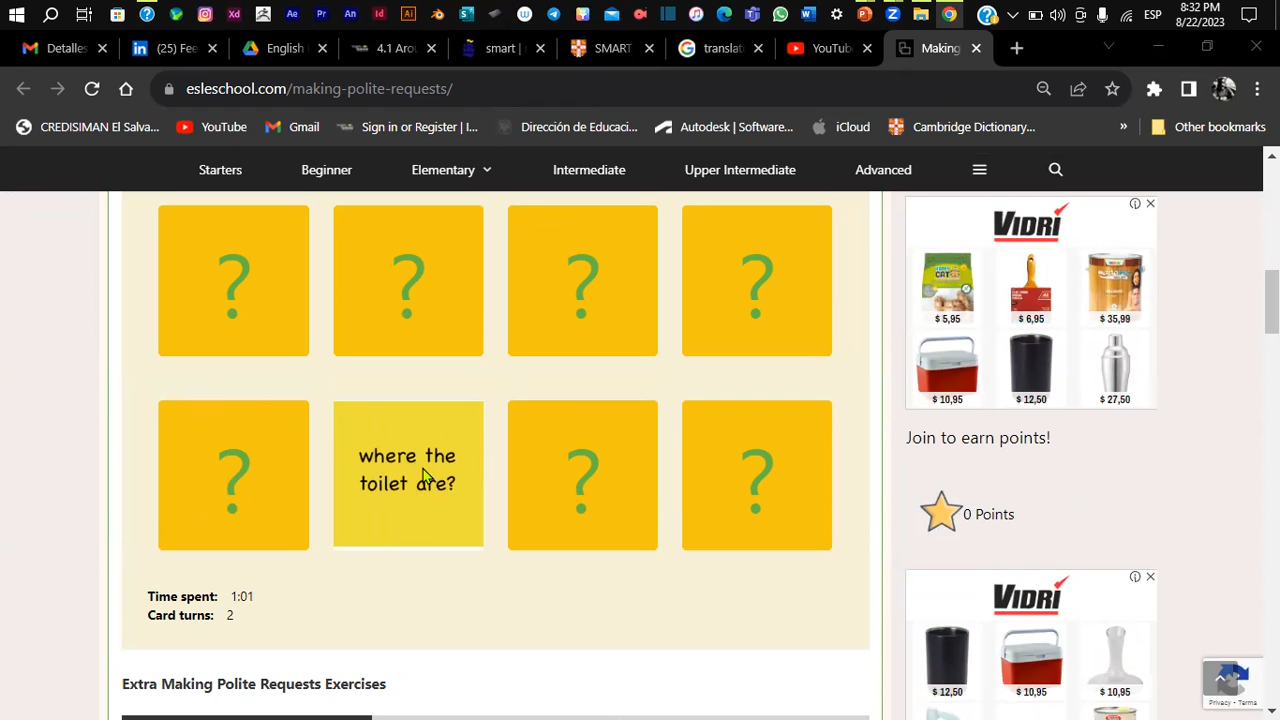 ESP
8:32 PM
8/22/2023
Detalles
(25) Fee
English
4.1 Arou
smart |
SMART
translat
YouTube
Making
esleschool.com/making-polite-requests/
CREDISIMAN El Salva...
YouTube
Gmail
Sign in or Register | I...
Dirección de Educaci...
Autodesk | Software...
iCloud
Cambridge Dictionary...
»
Other bookmarks
Starters
Beginner
Elementary
Intermediate
Upper Intermediate
Advanced
?
?
?
?
?
where the
toilet are?
?
?
Time spent: 1:01
Card turns: 2
Extra Making Polite Requests Exercises
VIDRI
$ 5,95
$ 6,95
$ 35,99
$ 10,95
$ 12,50
$ 27,50
Join to earn points!
0 Points
VIDRI
$ 12,50
$ 10,95
$ 10,95
Privacy - Terms